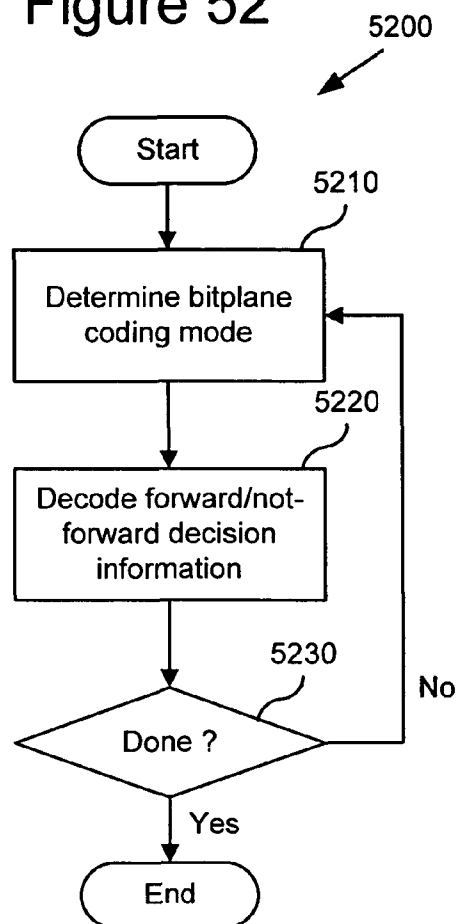 Figure 52
5200
Start
5210
Determine bitplane
coding mode
5220
Decode forward/not-
forward decision
information
5230
Done ?
No
Yes
End